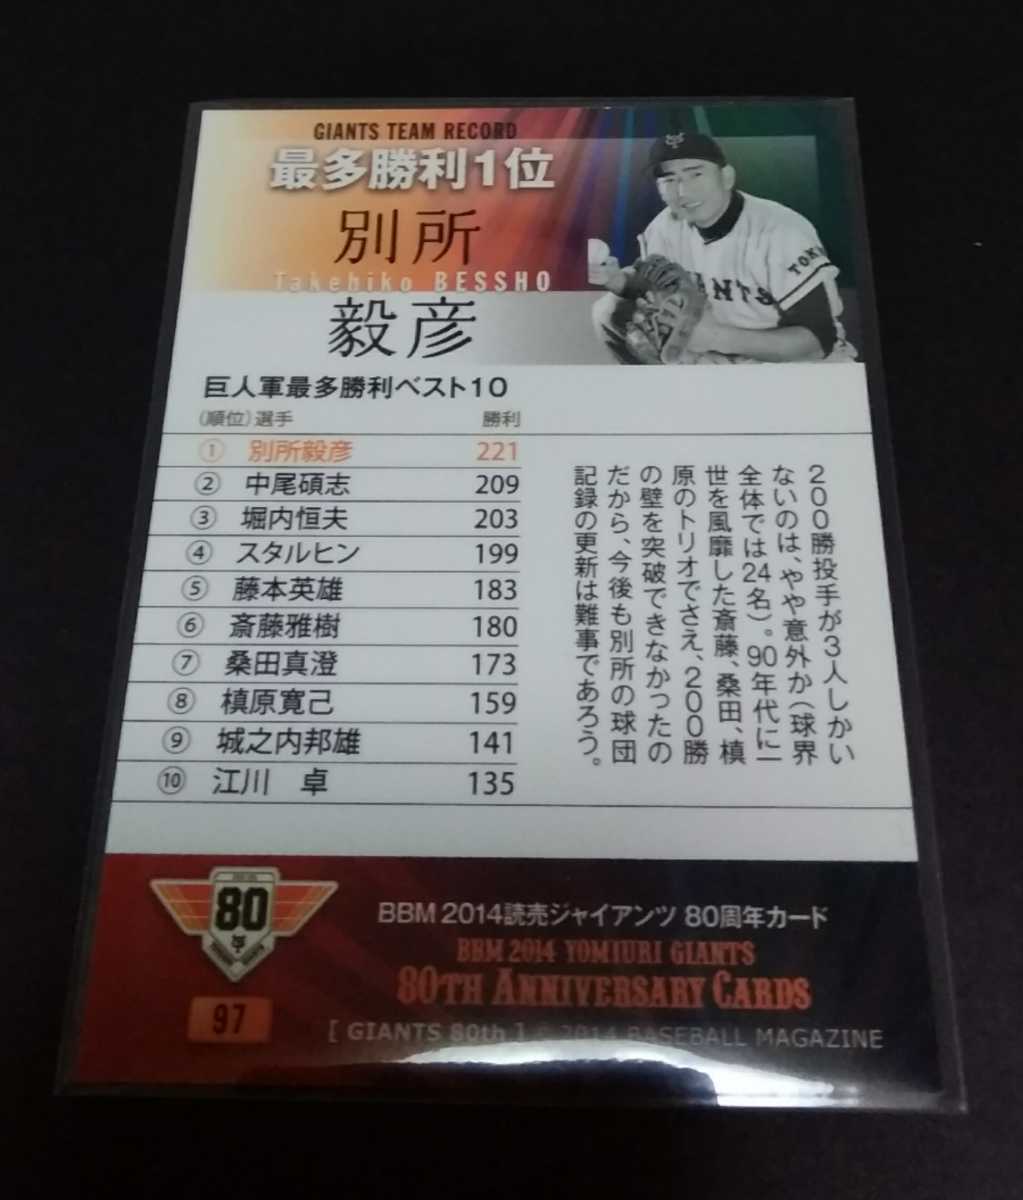 GIANTS TEAM RECORD
最多勝利1位
別所
Takehiko BESSHO
毅彦
TOKY
ANTS
巨人軍最多勝利ベスト10
(順位)選手 勝利
① 別所毅彦 221
② 中尾碩志 209
③ 堀内恒夫 203
④ スタルヒン 199
⑤ 藤本英雄 183
⑥ 斎藤雅樹 180
⑦ 桑田真澄 173
⑧ 槙原寛己 159
⑨ 城之内邦雄 141
⑩ 江川 卓 135
200勝投手が3人しかい
ないのは、やや意外か(球界
全体では24名)。90年代に一
世を風靡した斎藤、桑田、槙
原のトリオでさえ、200勝
の壁を突破できなかったの
だから、今後も別所の球団
記録の更新は難事であろう。
80
BBM 2014読売ジャイアンツ 80周年カード
BBM 2014 YOMIURI GIANTS
80TH ANNIVERSARY CARDS
97
[ GIANTS 80th ] © 2014 BASEBALL MAGAZINE